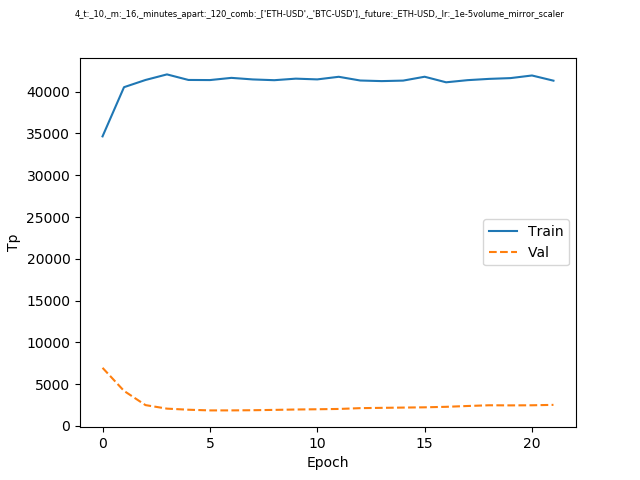 4_t:_10,_m:_16,_minutes_apart:_120_comb:_['ETH-USD',_'BTC-USD'],_future:_ETH-USD,_lr:_1e-5volume_mirror_scaler
40000
35000
30000
25000
20000
15000
10000
5000
0
Tp
Train
Val
0 5 10 15 20
Epoch